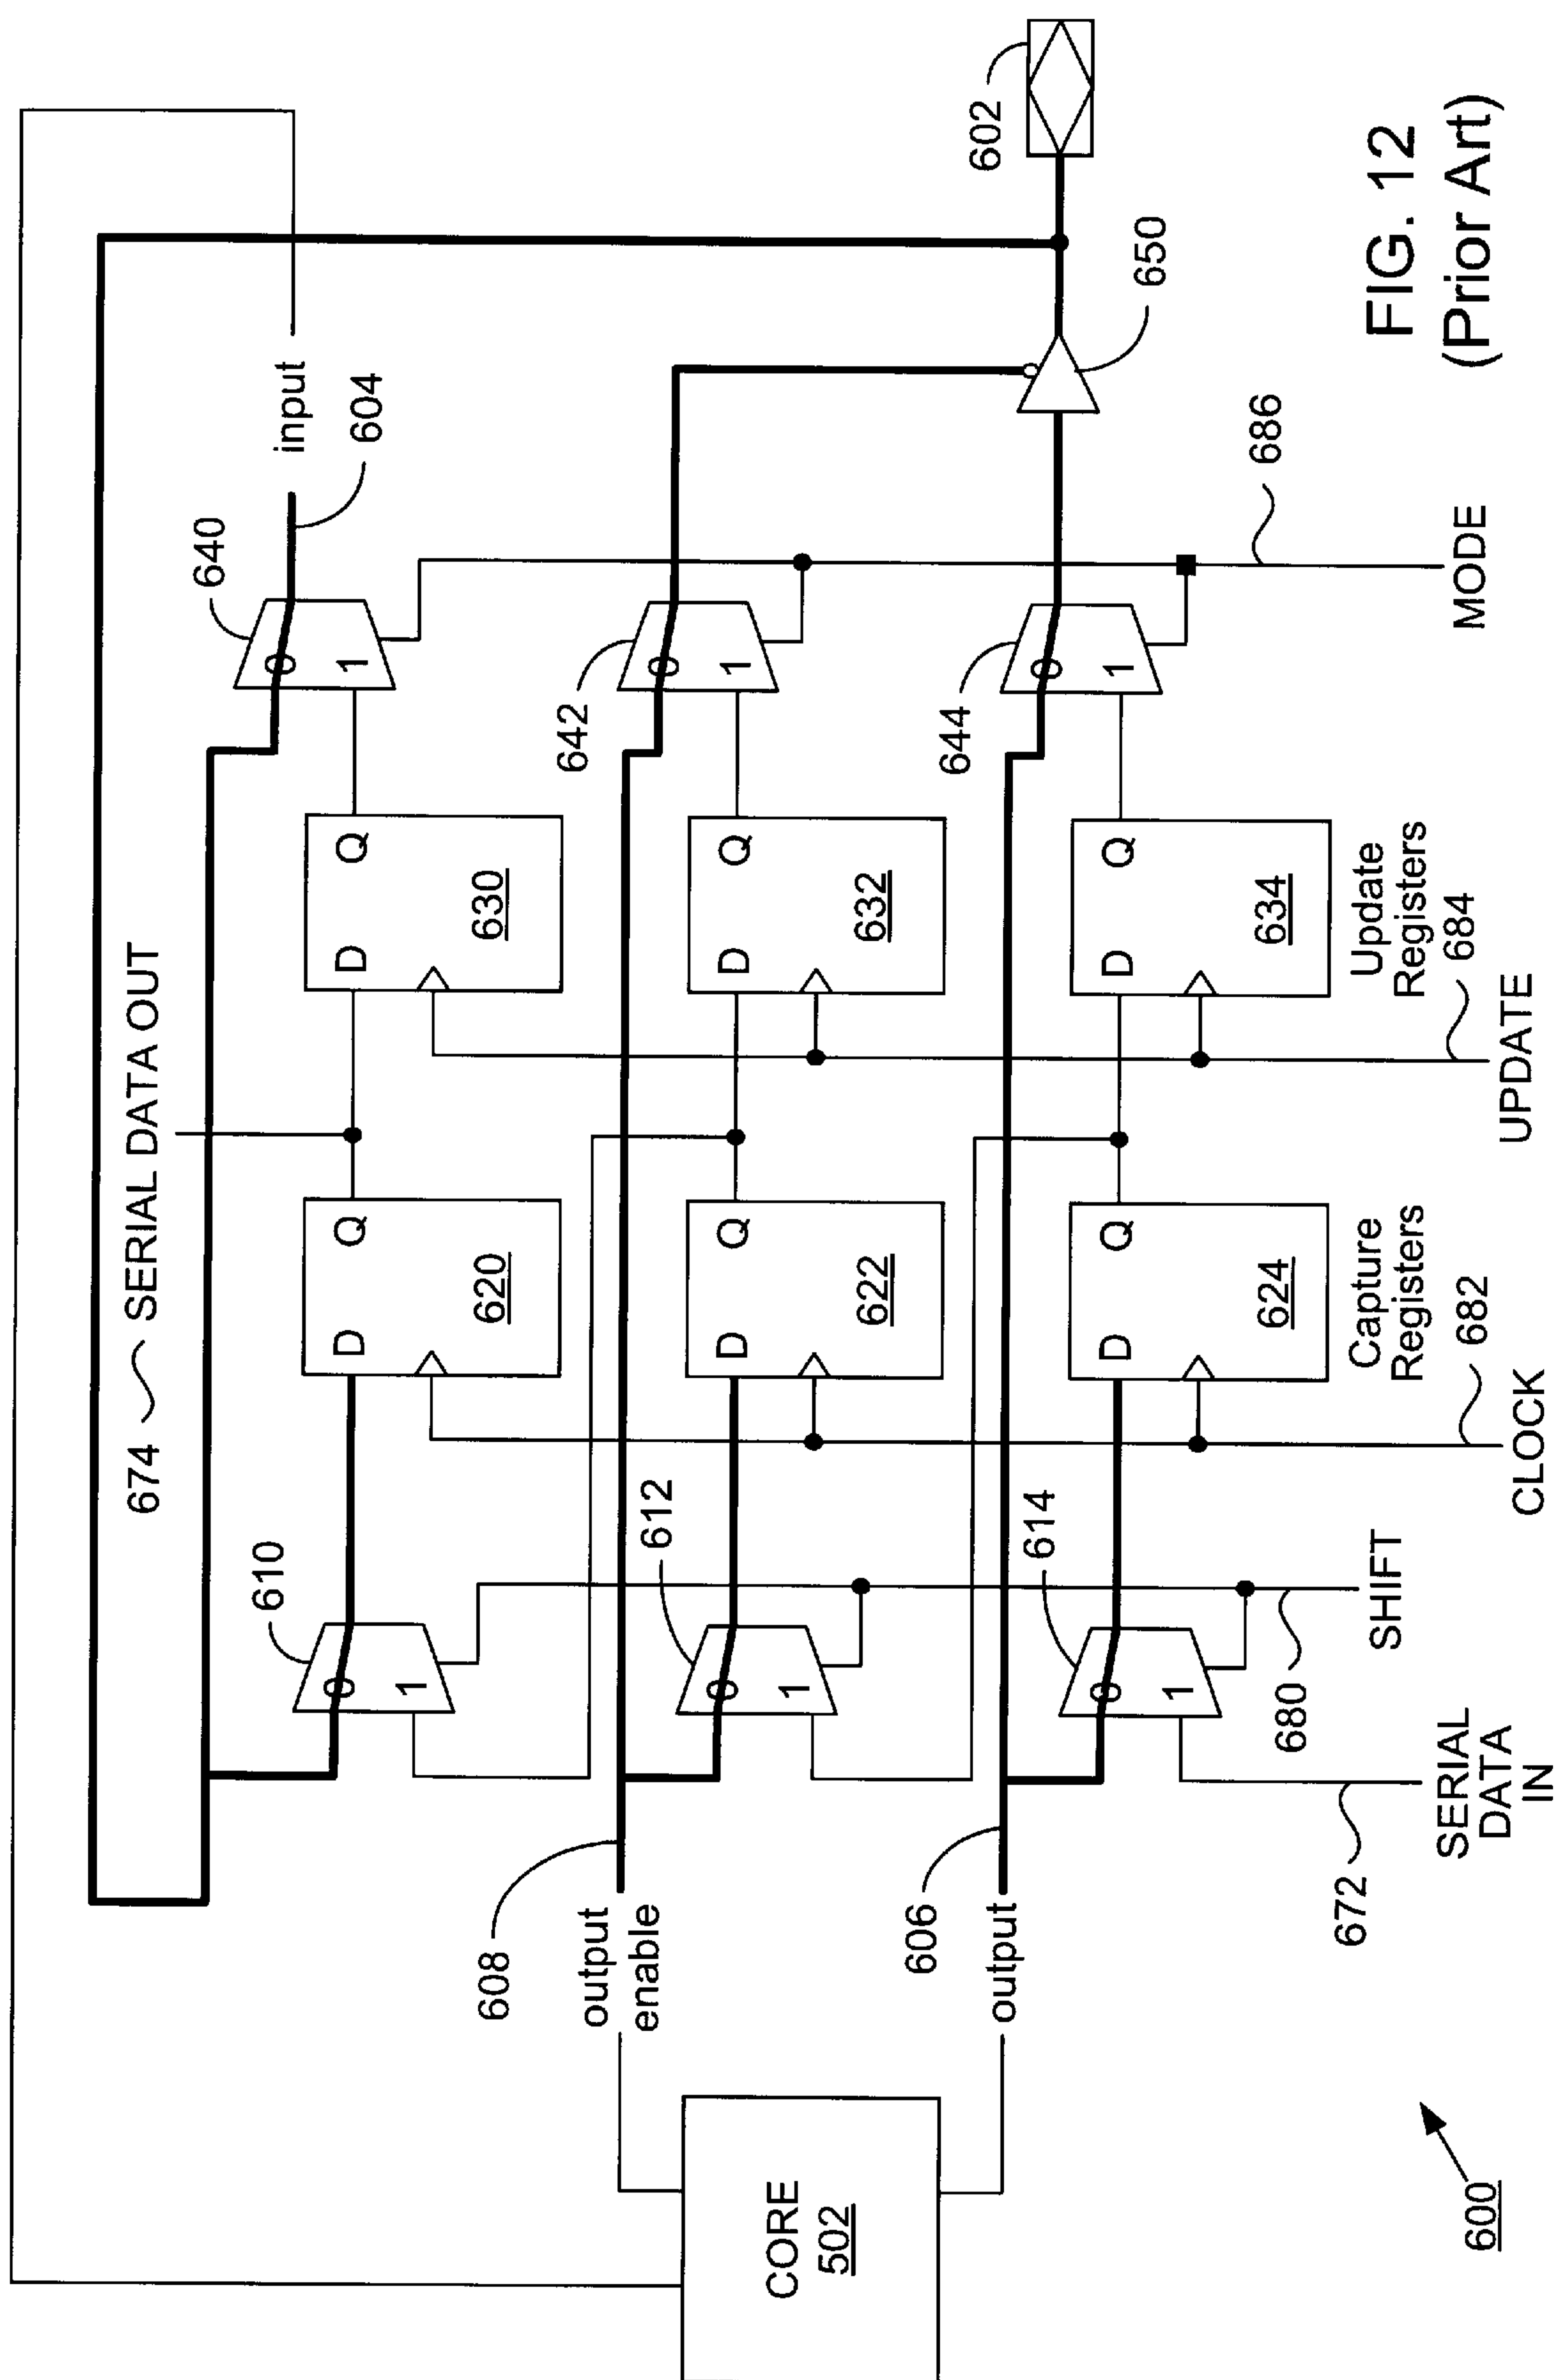 674
SERIAL DATA OUT
input
604
640
0
1
610
0
1
D
Q
620
D
Q
630
608
output
enable
612
0
1
D
Q
622
D
Q
632
642
0
1
602
CORE
502
606
output
614
0
1
D
Q
624
D
Q
634
644
0
1
650
Capture
Registers
Update
Registers
672
SERIAL
DATA
IN
680
SHIFT
682
CLOCK
684
UPDATE
686
MODE
600
FIG. 12
(Prior Art)